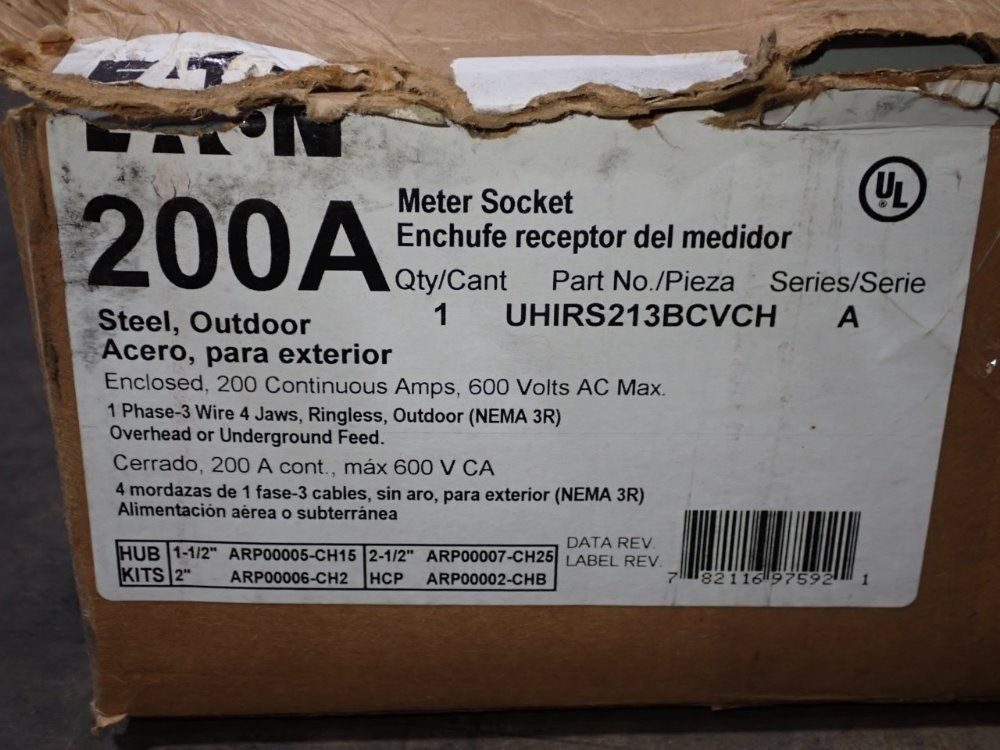 EATON
200A
Meter Socket
Enchufe receptor del medidor
Qty/Cant Part No./Pieza Series/Serie
1 UHIRS213BCVCH A
UL
Steel, Outdoor
Acero, para exterior
Enclosed, 200 Continuous Amps, 600 Volts AC Max.
1 Phase-3 Wire 4 Jaws, Ringless, Outdoor (NEMA 3R)
Overhead or Underground Feed.
Cerrado, 200 A cont., máx 600 V CA
4 mordazas de 1 fase-3 cables, sin aro, para exterior (NEMA 3R)
Alimentación aérea o subterránea
HUB 1-1/2" ARP00005-CH15 2-1/2" ARP00007-CH25
KITS 2" ARP00006-CH2 HCP ARP00002-CHB
DATA REV.
LABEL REV.
7 82116 97592 1